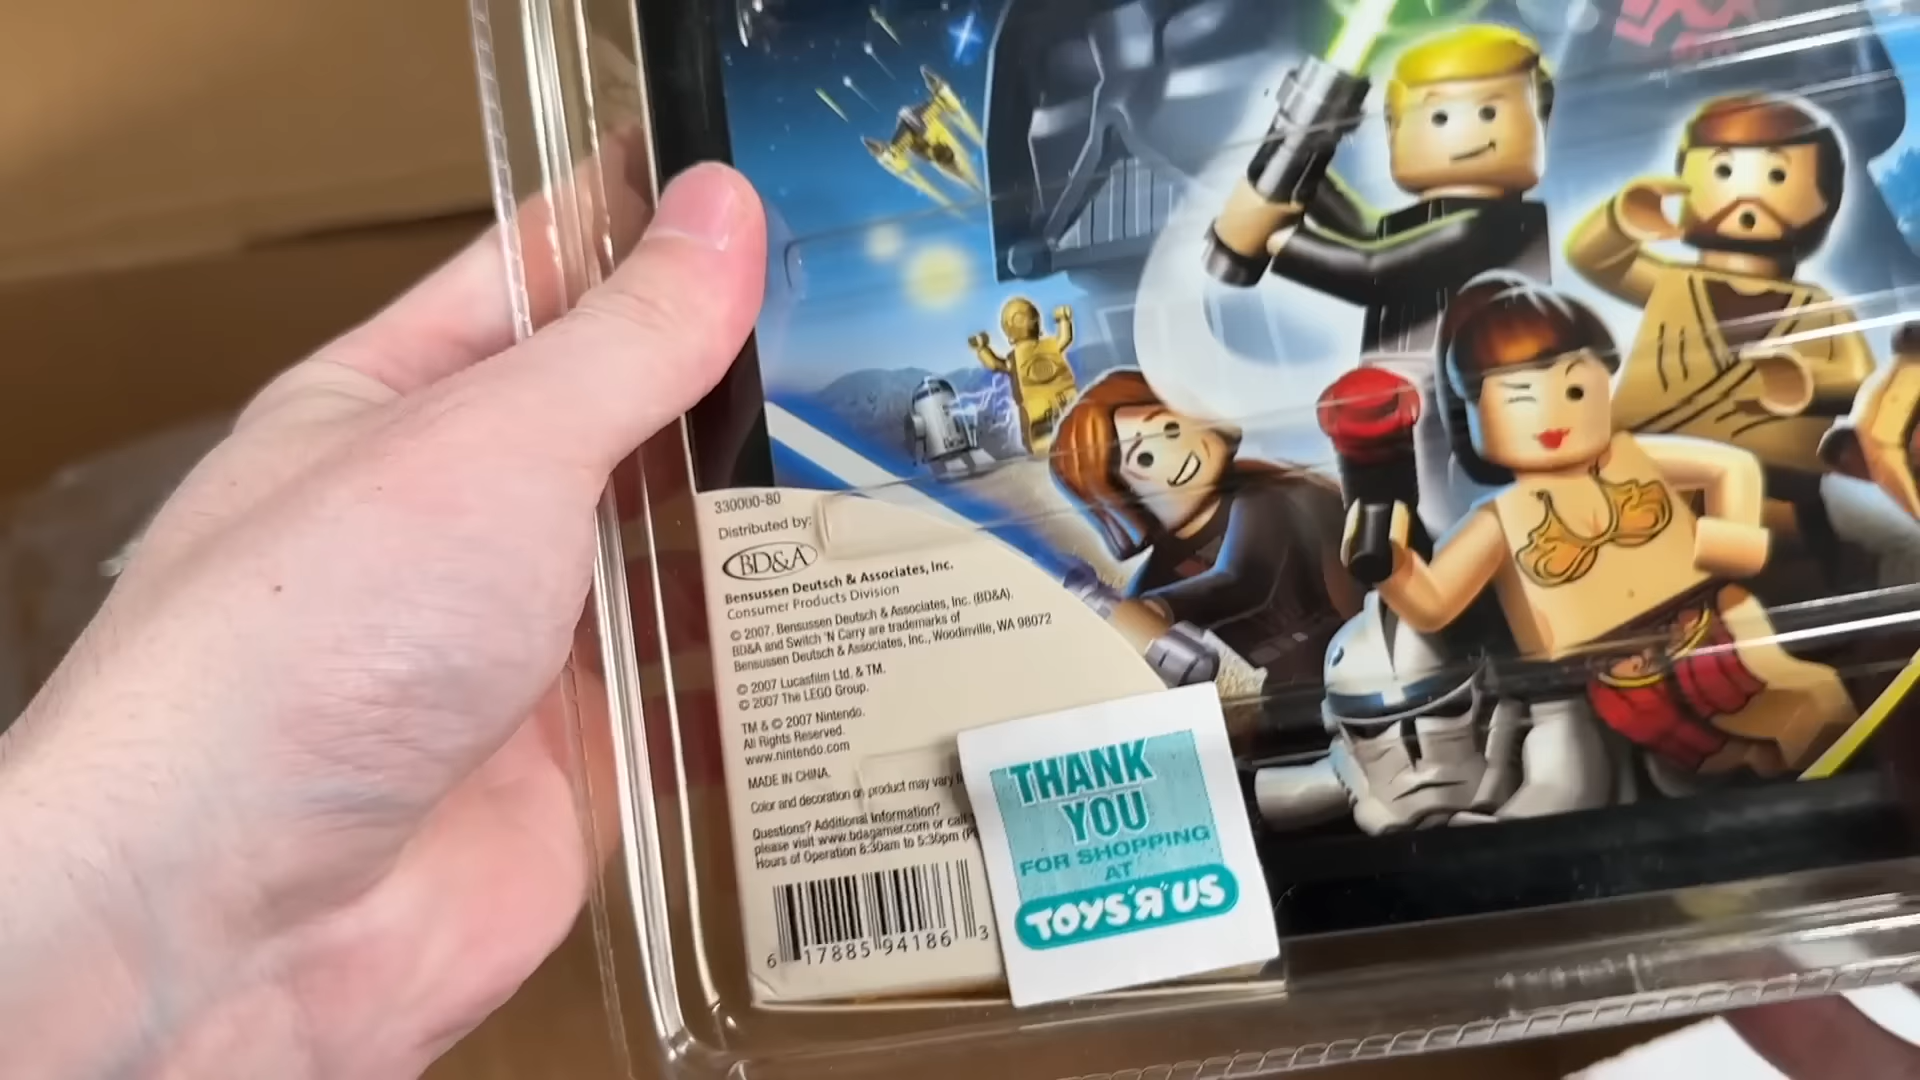 330000-80
Distributed by:
BD&A
Bensussen Deutsch & Associates, Inc.
Consumer Products Division
© 2007. Bensussen Deutsch & Associates, Inc. (BD&A).
BD&A and Switch 'N Carry are trademarks of
Bensussen Deutsch & Associates, Inc., Woodinville, WA 98072
© 2007 Lucasfilm Ltd. & TM.
© 2007 The LEGO Group.
TM & © 2007 Nintendo.
All Rights Reserved.
www.nintendo.com
MADE IN CHINA.
Color and decoration on product may vary
Questions? Additional Information?
please visit www.bdagamer.com or call
Hours of Operation 8:30am to 5:30pm
6 17885 94186 3
THANK
YOU
FOR SHOPPING
AT
TOYS"R"US